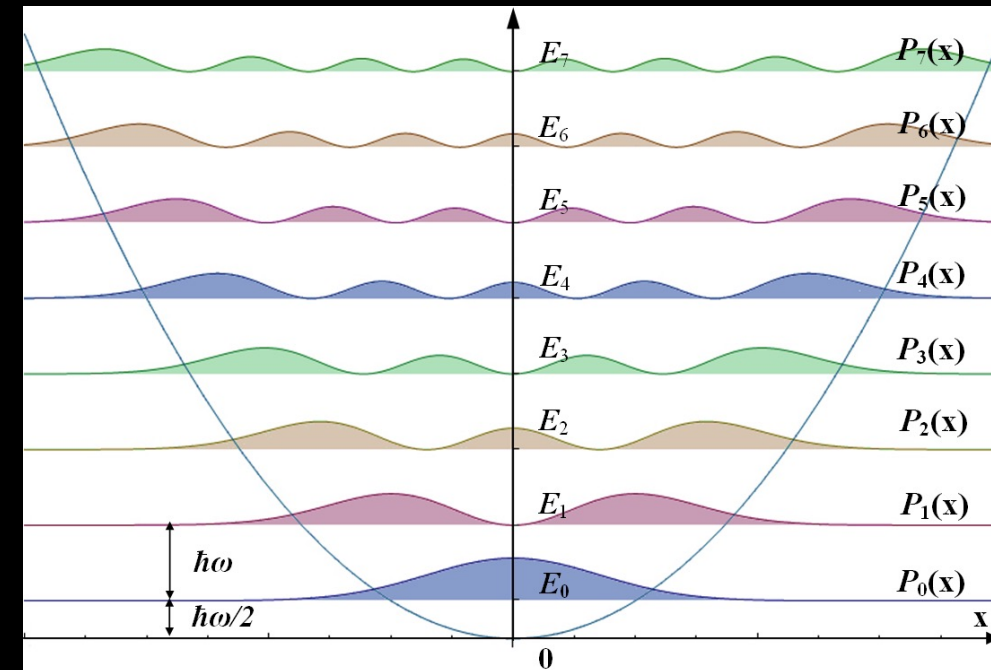 E₇ P₇(x)
E₆ P₆(x)
E₅ P₅(x)
E₄ P₄(x)
E₃ P₃(x)
E₂ P₂(x)
E₁ P₁(x)
ħω
E₀ P₀(x)
ħω/2
x
0